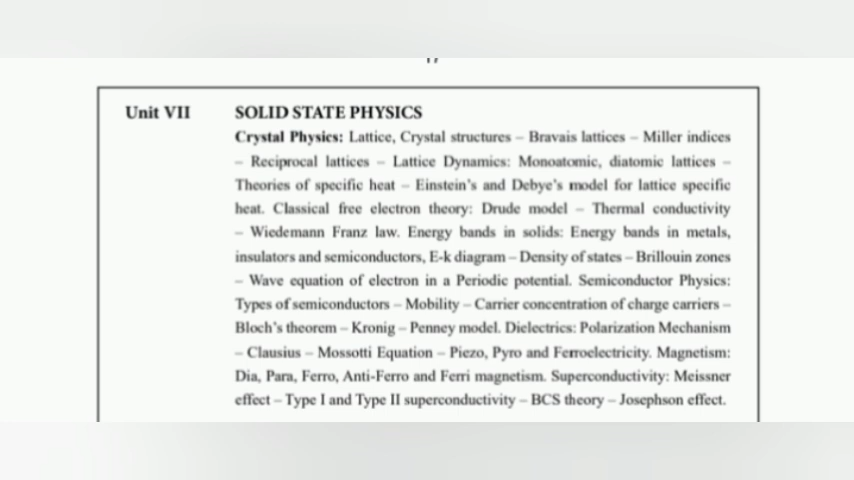 17
Unit VII SOLID STATE PHYSICS
Crystal Physics: Lattice, Crystal structures – Bravais lattices – Miller indices
– Reciprocal lattices – Lattice Dynamics: Monoatomic, diatomic lattices –
Theories of specific heat – Einstein's and Debye's model for lattice specific
heat. Classical free electron theory: Drude model – Thermal conductivity
– Wiedemann Franz law. Energy bands in solids: Energy bands in metals,
insulators and semiconductors, E-k diagram – Density of states – Brillouin zones
– Wave equation of electron in a Periodic potential. Semiconductor Physics:
Types of semiconductors – Mobility – Carrier concentration of charge carriers –
Bloch's theorem – Kronig – Penney model. Dielectrics: Polarization Mechanism
– Clausius – Mossotti Equation – Piezo, Pyro and Ferroelectricity. Magnetism:
Dia, Para, Ferro, Anti-Ferro and Ferri magnetism. Superconductivity: Meissner
effect – Type I and Type II superconductivity – BCS theory – Josephson effect.